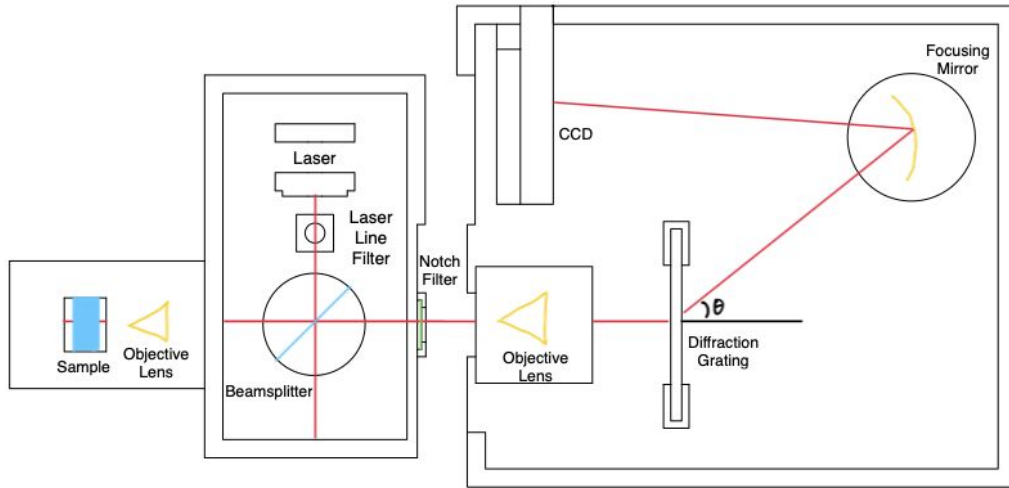 Focusing
Mirror
CCD
Laser
Laser
Line
Filter
Notch
Filter
θ
Sample
Objective
Lens
Beamsplitter
Objective
Lens
Diffraction
Grating